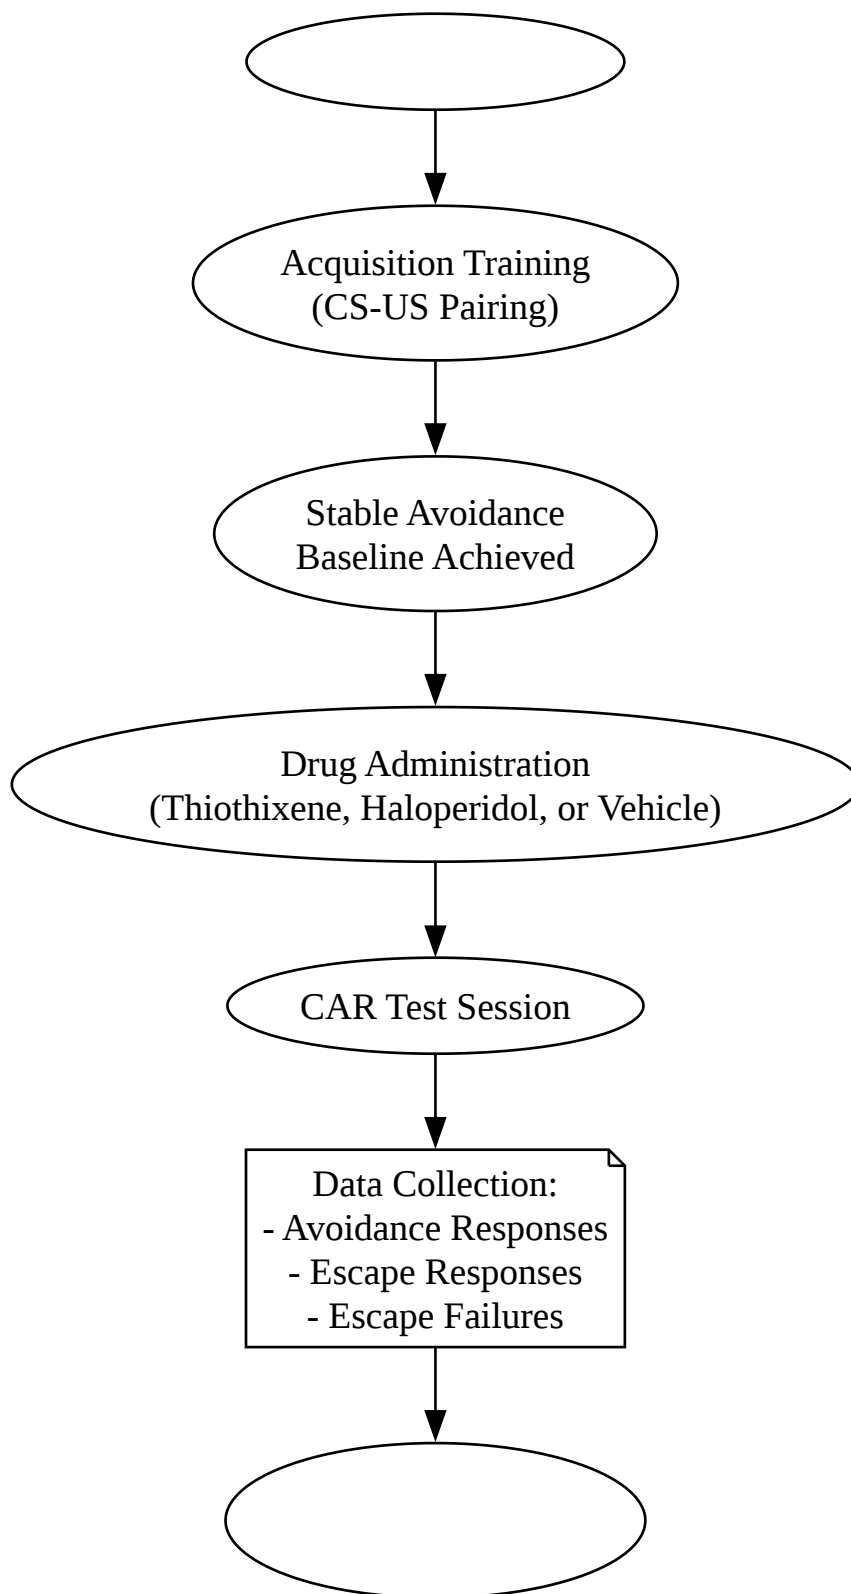 Acquisition Training
(CS-US Pairing)
Stable Avoidance
Baseline Achieved
Drug Administration
(Thiothixene, Haloperidol, or Vehicle)
CAR Test Session
Data Collection:
- Avoidance Responses
- Escape Responses
- Escape Failures